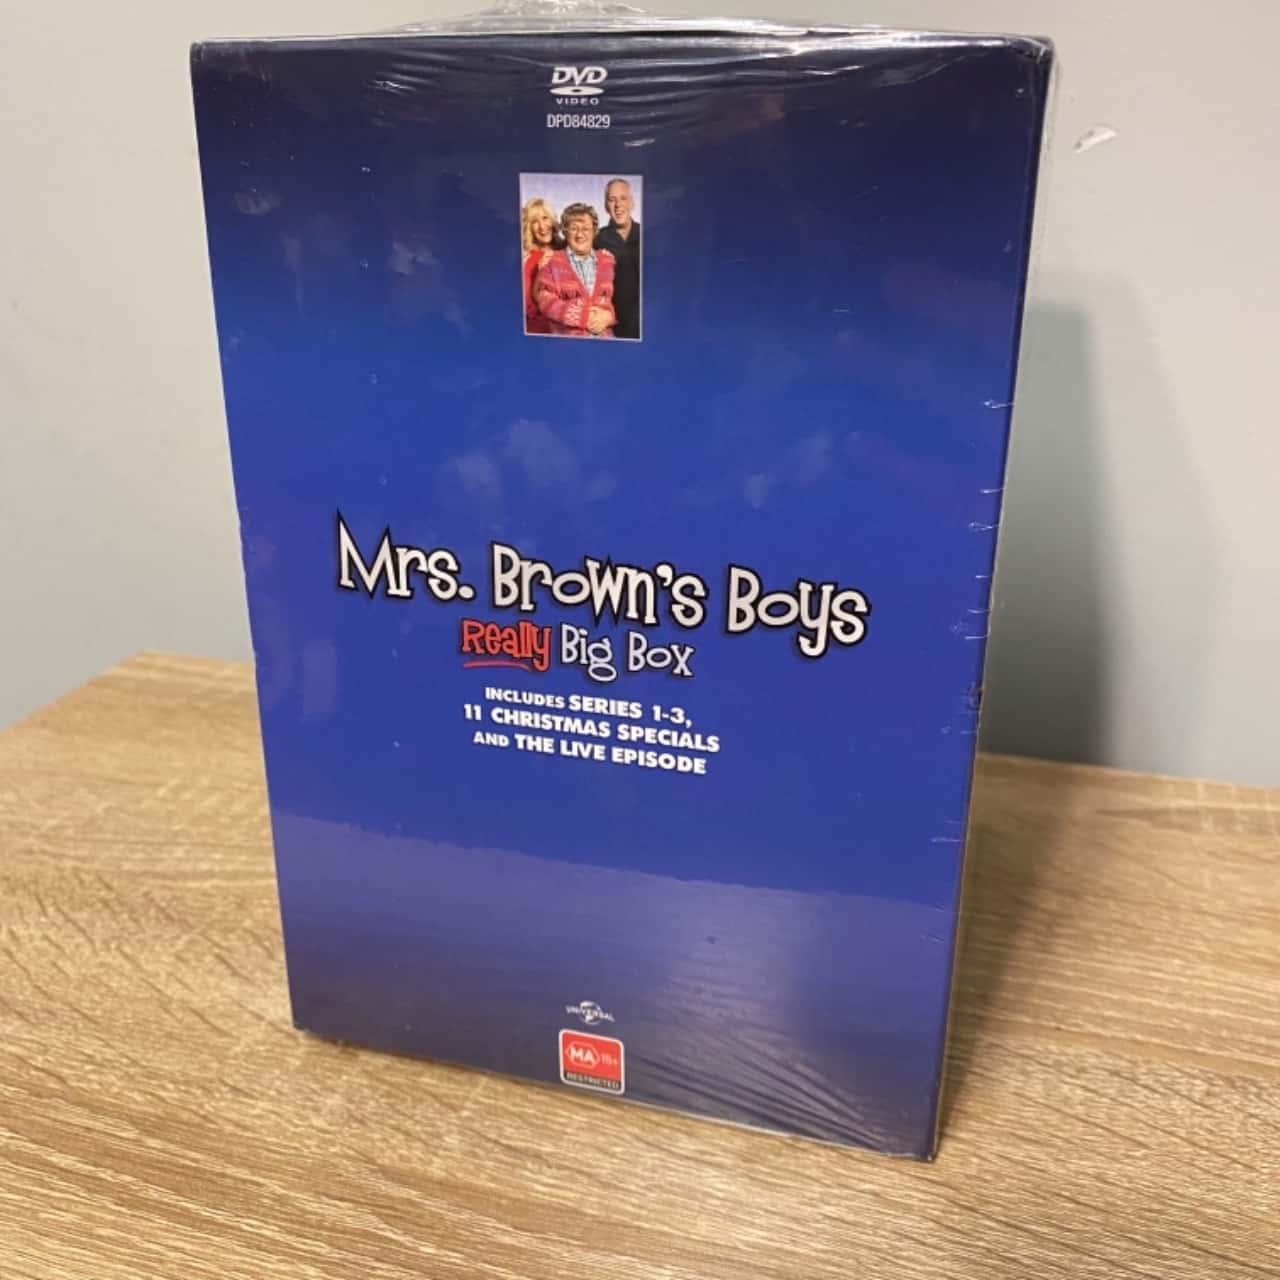 DVD
VIDEO
DPD84829
Mrs. Brown's Boys
Really Big Box
INCLUDES SERIES 1-3,
11 CHRISTMAS SPECIALS
AND THE LIVE EPISODE
UNIVERSAL
MA 15+
RESTRICTED